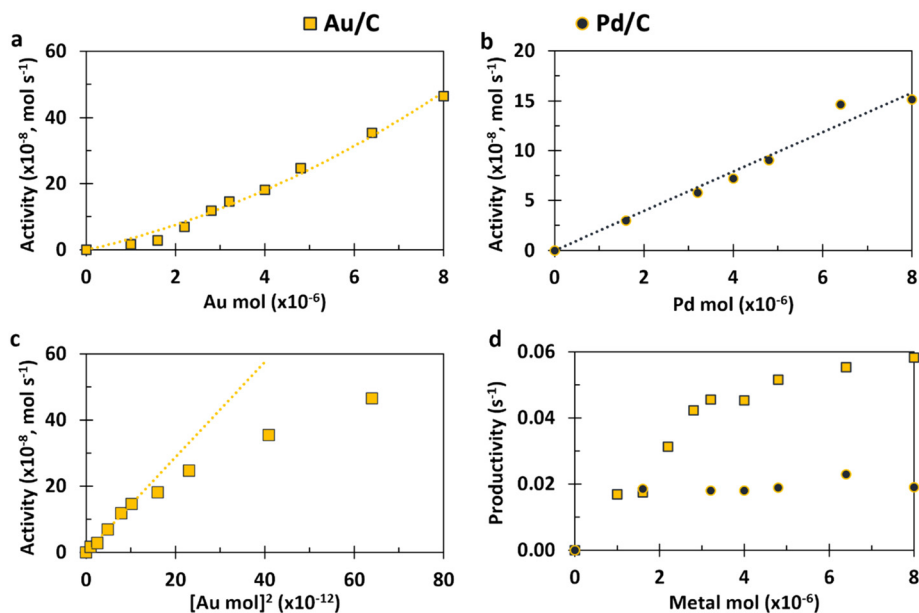 Au/C
Pd/C
a
60
40
20
0
Activity (x10⁻⁸, mol s⁻¹)
0 2 4 6 8
Au mol (x10⁻⁶)
b
20
15
10
5
0
Activity (x10⁻⁸, mol s⁻¹)
0 2 4 6 8
Pd mol (x10⁻⁶)
c
60
40
20
0
Activity (x10⁻⁸, mol s⁻¹)
0 20 40 60 80
[Au mol]² (x10⁻¹²)
d
0.06
0.04
0.02
0.00
Productivity (s⁻¹)
0 2 4 6 8
Metal mol (x10⁻⁶)